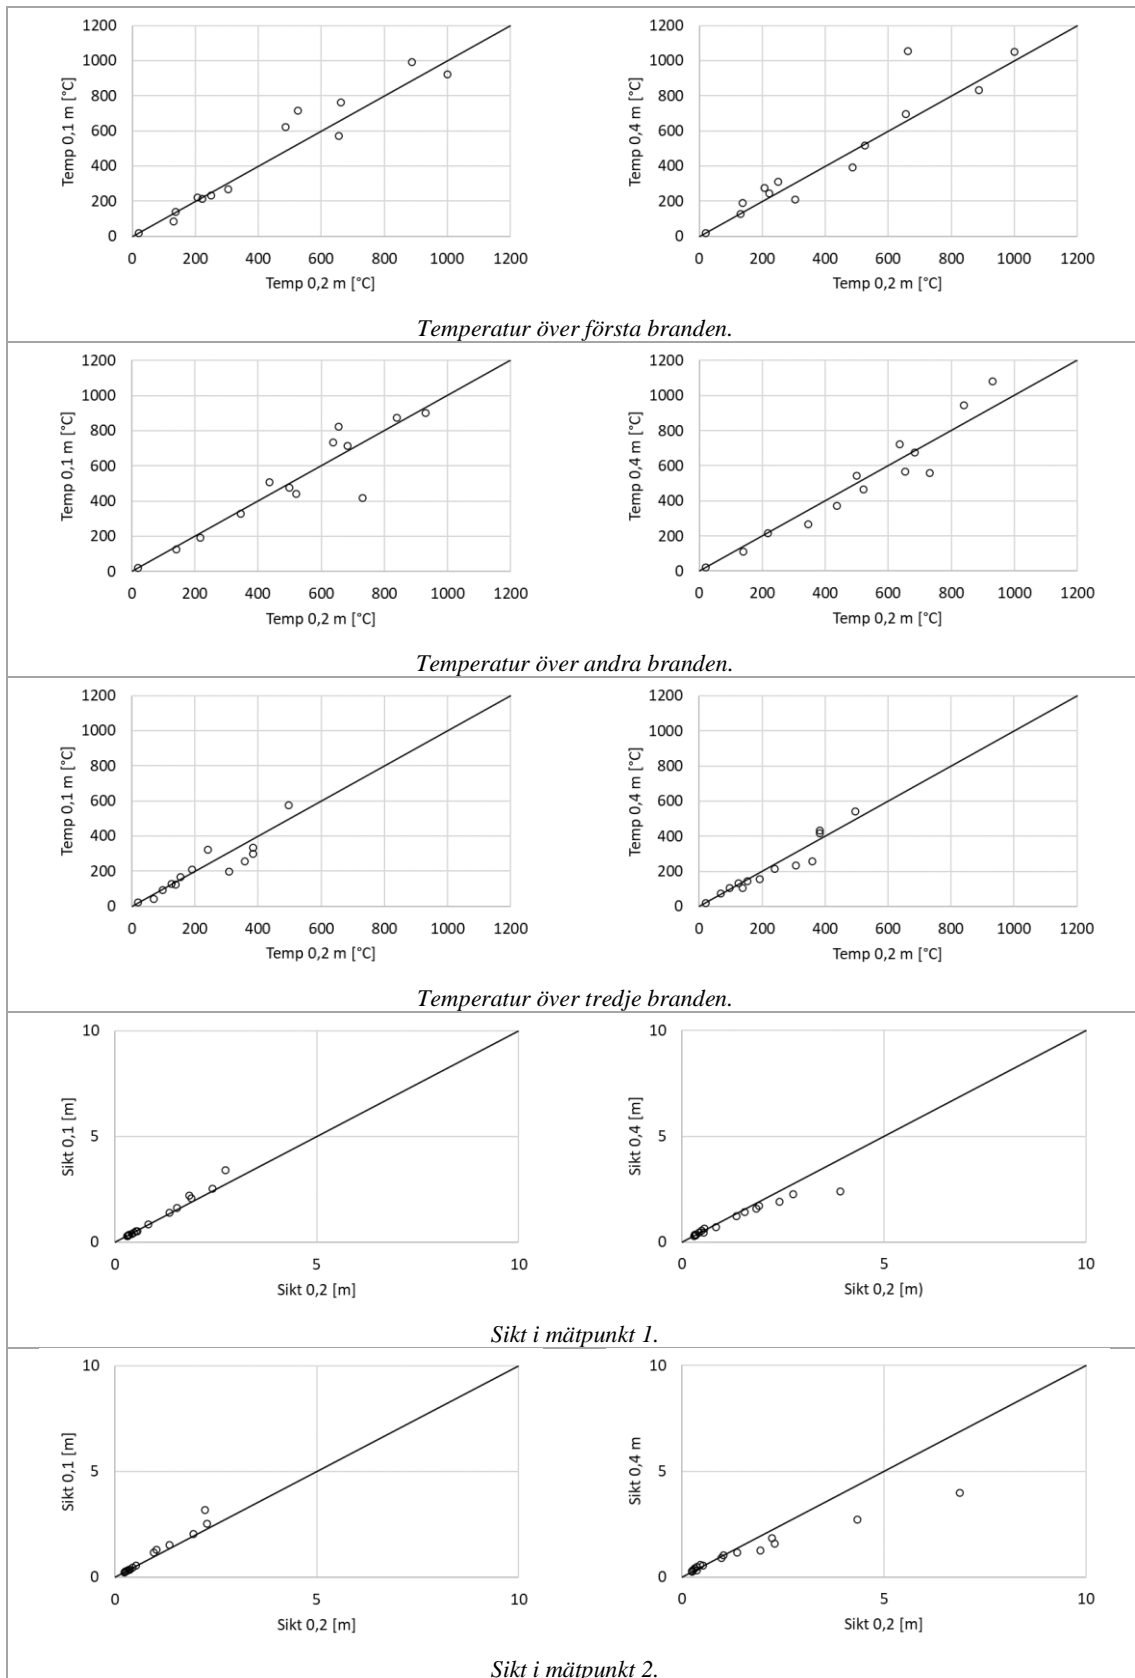 1200
1000
800
600
400
200
0
Temp 0,1 m [°C]
0 200 400 600 800 1000 1200
Temp 0,2 m [°C]
1200
1000
800
600
400
200
0
Temp 0,4 m [°C]
0 200 400 600 800 1000 1200
Temp 0,2 m [°C]
Temperatur över första branden.
1200
1000
800
600
400
200
0
Temp 0,1 m [°C]
0 200 400 600 800 1000 1200
Temp 0,2 m [°C]
1200
1000
800
600
400
200
0
Temp 0,4 m [°C]
0 200 400 600 800 1000 1200
Temp 0,2 m [°C]
Temperatur över andra branden.
1200
1000
800
600
400
200
0
Temp 0,1 m [°C]
0 200 400 600 800 1000 1200
Temp 0,2 m [°C]
1200
1000
800
600
400
200
0
Temp 0,4 m [°C]
0 200 400 600 800 1000 1200
Temp 0,2 m [°C]
Temperatur över tredje branden.
10
5
0
Sikt 0,1 [m]
0 5 10
Sikt 0,2 [m]
10
5
0
Sikt 0,4 [m]
0 5 10
Sikt 0,2 [m)
Sikt i mätpunkt 1.
10
5
0
Sikt 0,1 [m]
0 5 10
Sikt 0,2 [m]
10
5
0
Sikt 0,4 m
0 5 10
Sikt 0,2 [m]
Sikt i mätpunkt 2.